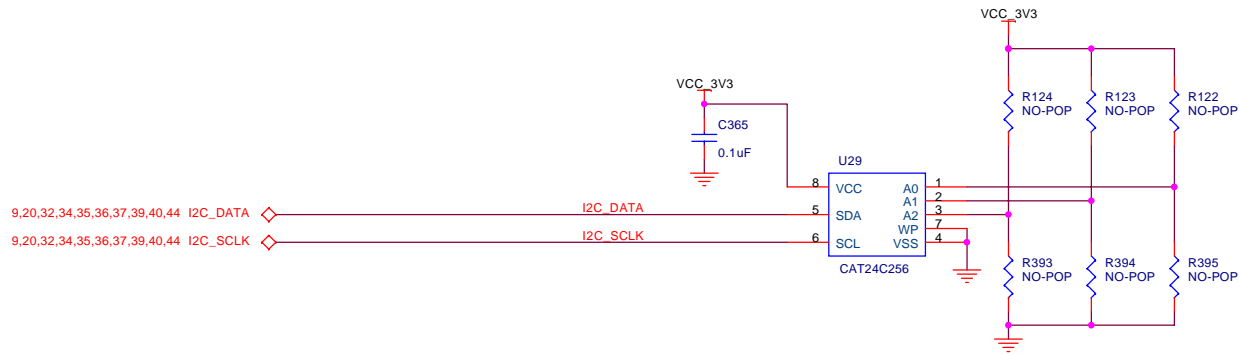 VCC_3V3
VCC_3V3
R124
NO-POP
R123
NO-POP
R122
NO-POP
C365
0.1uF
U29
8 VCC A0 1
A1 2
5 SDA A2 3
WP 7
6 SCL VSS 4
CAT24C256
9,20,32,34,35,36,37,39,40,44 I2C_DATA I2C_DATA
9,20,32,34,35,36,37,39,40,44 I2C_SCLK I2C_SCLK
R393
NO-POP
R394
NO-POP
R395
NO-POP